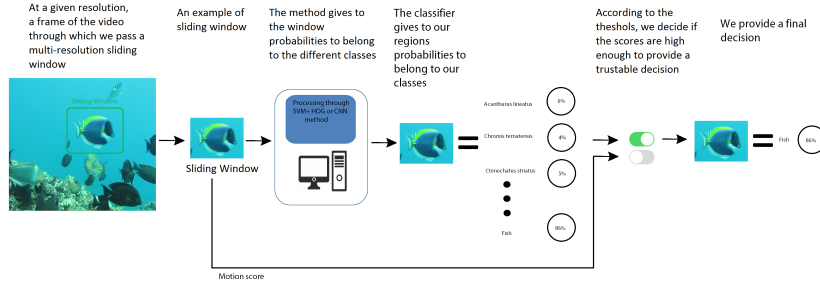 At a given resolution,
a frame of the video
through which we pass a
multi-resolution sliding
window
An example of
sliding window
The method gives to
the window
probabilities to belong
to the different classes
The classifier
gives to our
regions
probabilities to
belong to our
classes
According to the
theshols, we decide if
the scores are high
enough to provide a
trustable decision
We provide a final
decision
Sliding Window
Sliding Window
Processing through
SVM+ HOG or CNN
method
Acantharus lineatus
6%
Chromis ternatensis
4%
Ctenochatus striatus
5%
Fish
86%
Fish
86%
Motion score